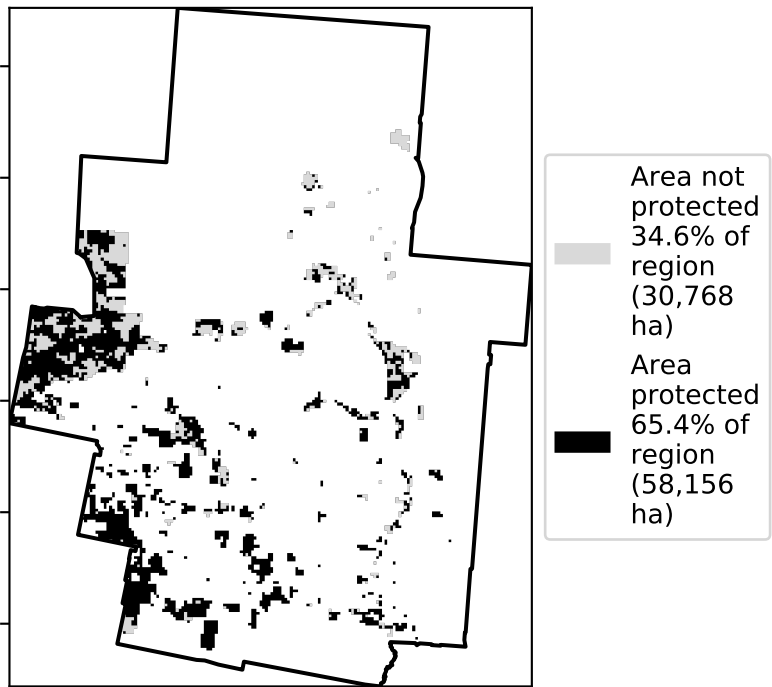 Area not
protected
34.6% of
region
(30,768
ha)
Area
protected
65.4% of
region
(58,156
ha)